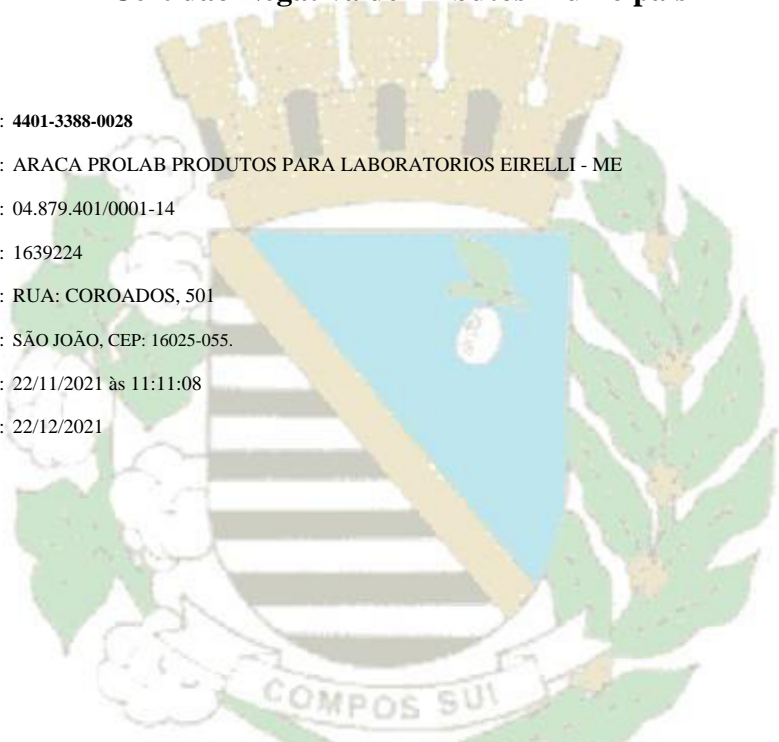 : 4401-3388-0028
: ARACA PROLAB PRODUTOS PARA LABORATORIOS EIRELLI - ME
: 04.879.401/0001-14
: 1639224
: RUA: COROADOS, 501
: SÃO JOÃO, CEP: 16025-055.
: 22/11/2021 às 11:11:08
: 22/12/2021
COMPOS SUI